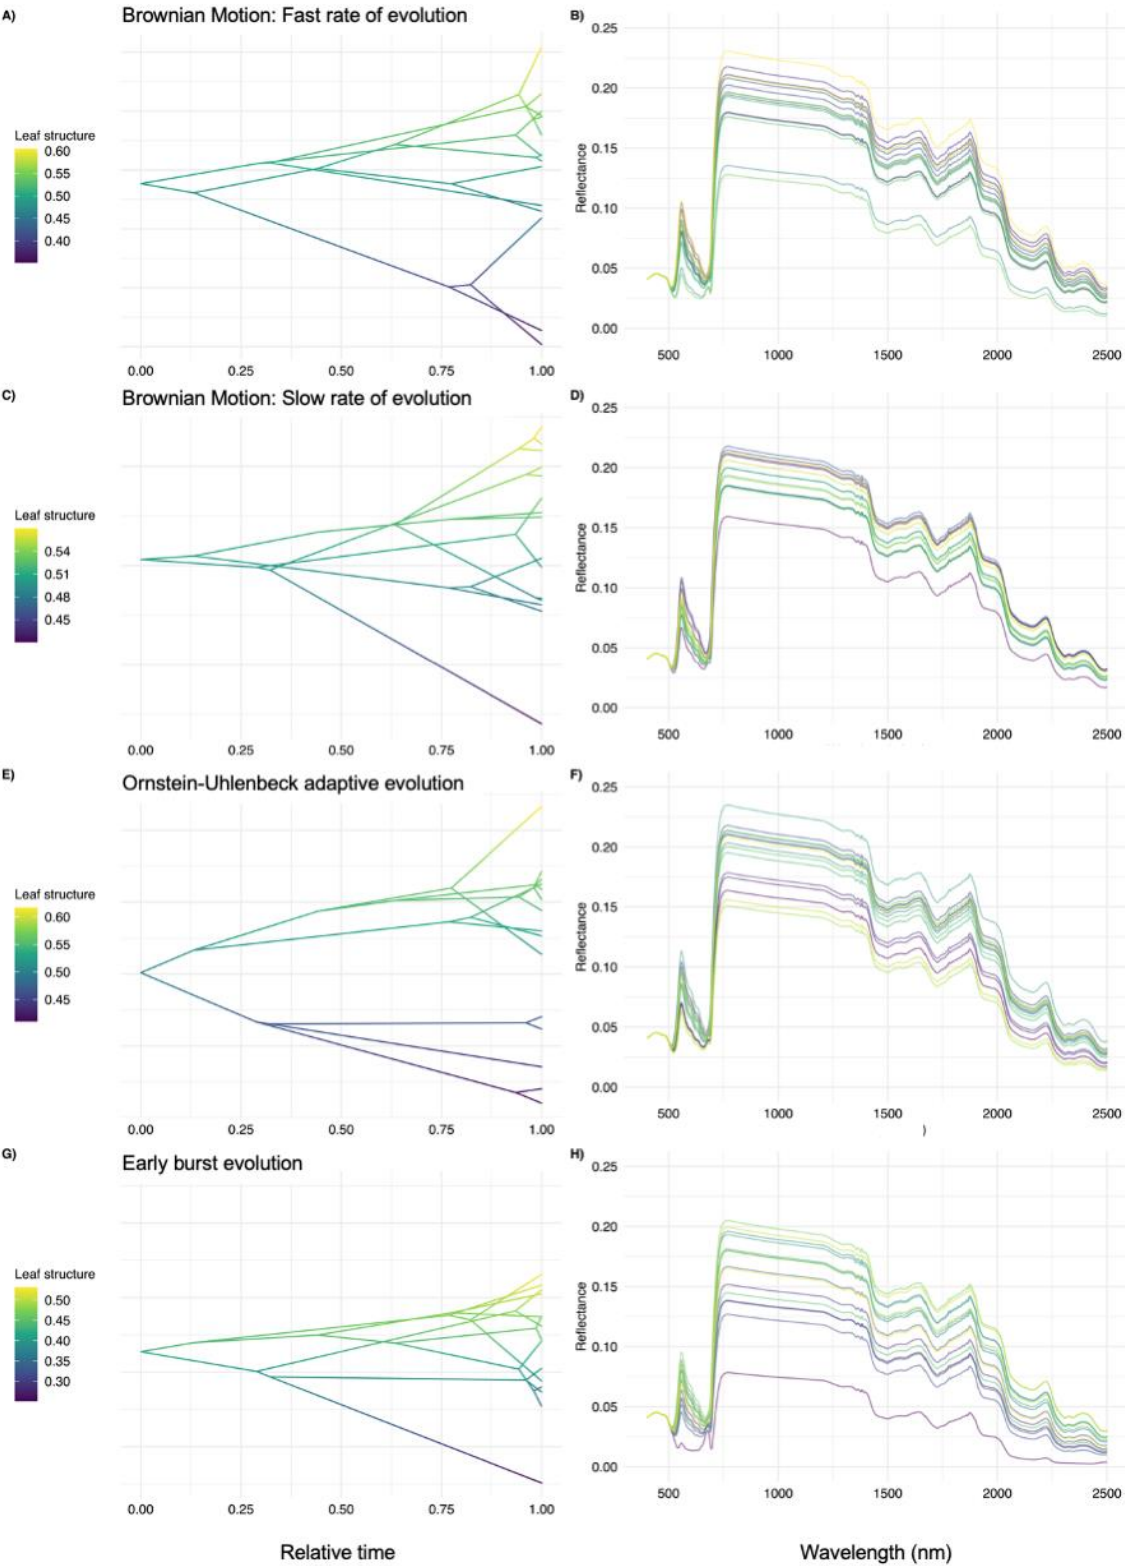 A)
Brownian Motion: Fast rate of evolution
Leaf structure
0.60
0.55
0.50
0.45
0.40
0.00 0.25 0.50 0.75 1.00
B)
Reflectance
0.25
0.20
0.15
0.10
0.05
0.00
500 1000 1500 2000 2500
C)
Brownian Motion: Slow rate of evolution
Leaf structure
0.54
0.51
0.48
0.45
0.00 0.25 0.50 0.75 1.00
D)
Reflectance
0.25
0.20
0.15
0.10
0.05
0.00
500 1000 1500 2000 2500
E)
Ornstein-Uhlenbeck adaptive evolution
Leaf structure
0.60
0.55
0.50
0.45
0.00 0.25 0.50 0.75 1.00
F)
Reflectance
0.25
0.20
0.15
0.10
0.05
0.00
500 1000 1500 2000 2500
)
G)
Early burst evolution
Leaf structure
0.50
0.45
0.40
0.35
0.30
0.00 0.25 0.50 0.75 1.00
Relative time
H)
Reflectance
0.25
0.20
0.15
0.10
0.05
0.00
500 1000 1500 2000 2500
Wavelength (nm)